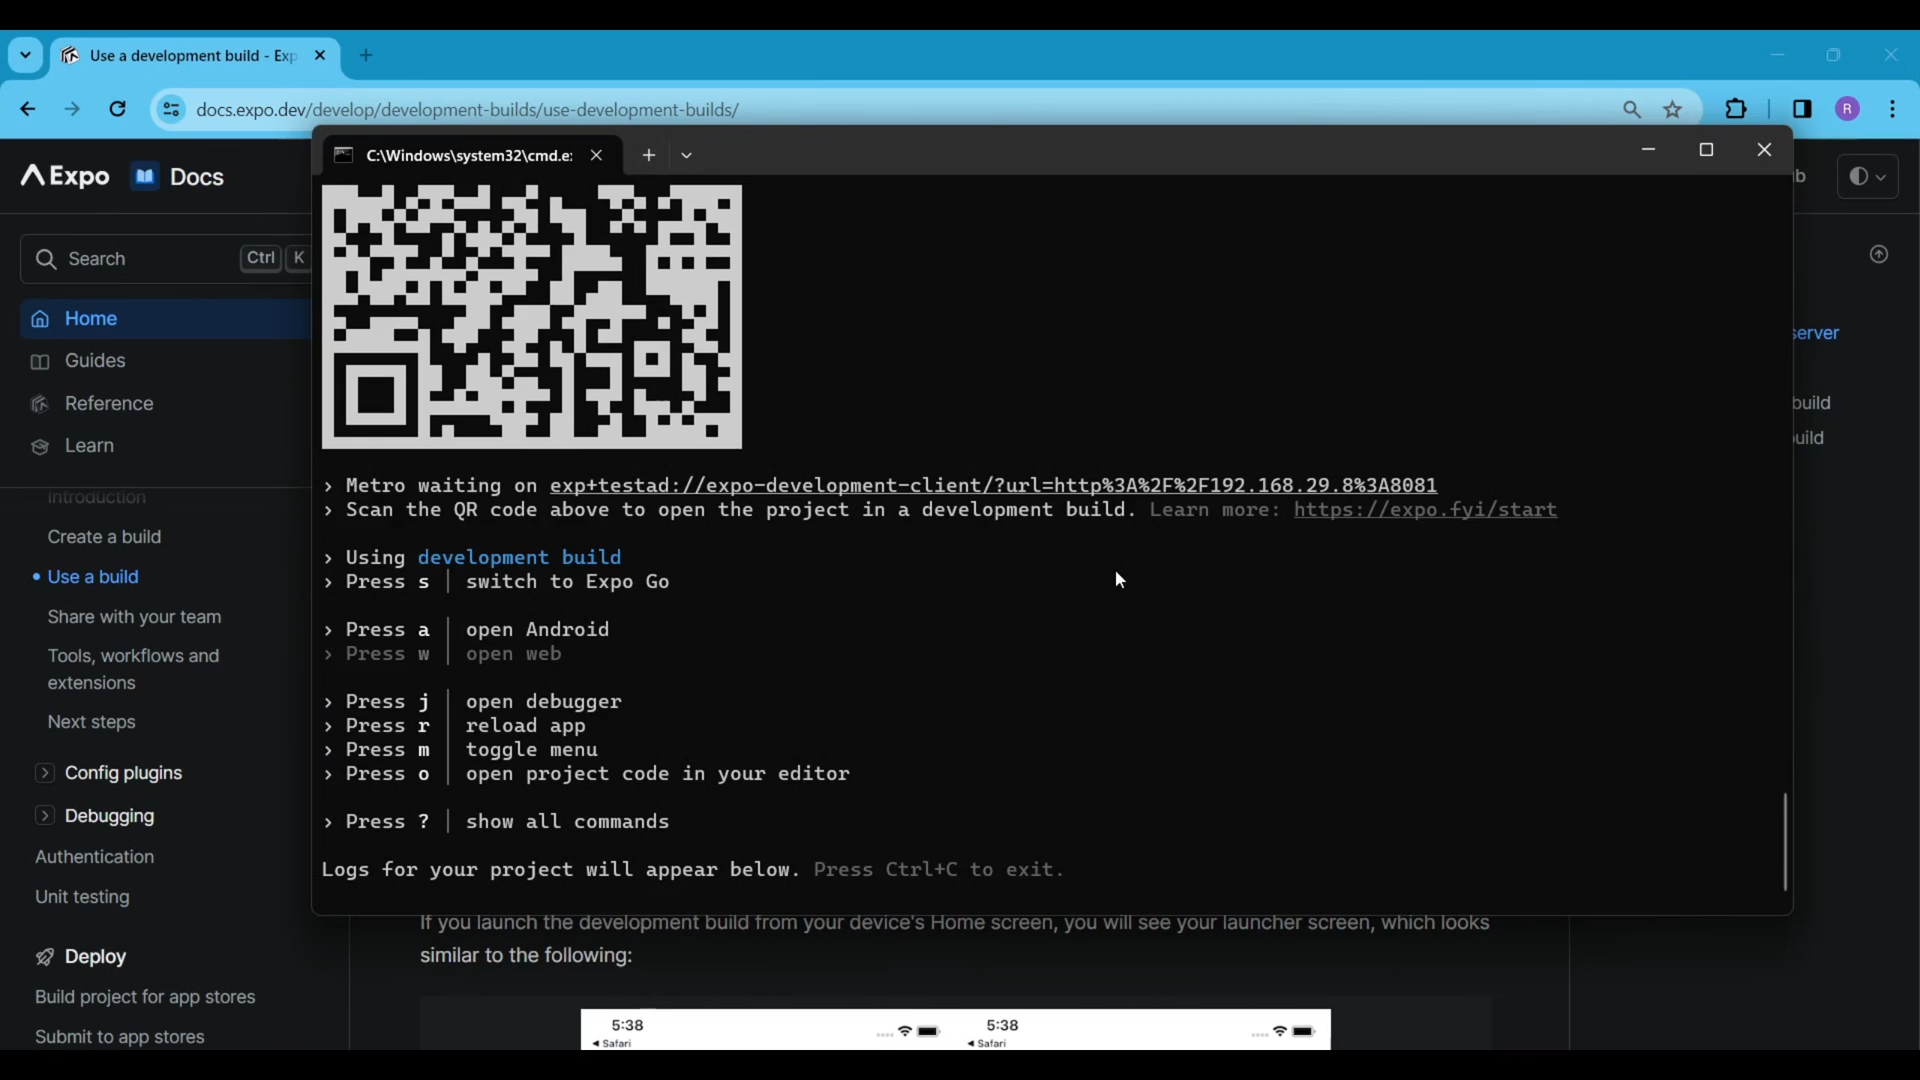 Use a development build - Exp
docs.expo.dev/develop/development-builds/use-development-builds/
R
C:\Windows\system32\cmd.e:
Expo Docs
b
Search Ctrl K
Home
server
Guides
Reference
build
Learn
uild
Introduction
Create a build
Use a build
Share with your team
Tools, workflows and
extensions
Next steps
Config plugins
Debugging
Authentication
Unit testing
Deploy
Build project for app stores
Submit to app stores
› Metro waiting on exp+testad://expo-development-client/?url=http%3A%2F%2F192.168.29.8%3A8081
› Scan the QR code above to open the project in a development build. Learn more: https://expo.fyi/start
› Using development build
› Press s │ switch to Expo Go
› Press a │ open Android
› Press w │ open web
› Press j │ open debugger
› Press r │ reload app
› Press m │ toggle menu
› Press o │ open project code in your editor
› Press ? │ show all commands
Logs for your project will appear below. Press Ctrl+C to exit.
If you launch the development build from your device's Home screen, you will see your launcher screen, which looks
similar to the following:
5:38 5:38
◂ Safari ◂ Safari